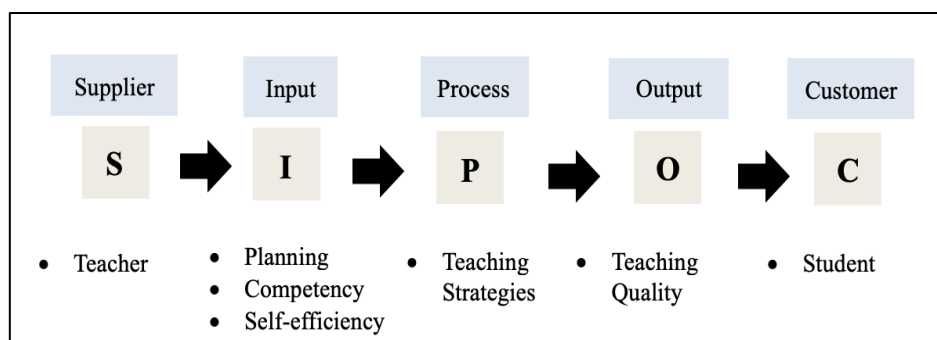 Supplier
Input
Process
Output
Customer
S
I
P
O
C
• Teacher
• Planning
• Competency
• Self-efficiency
• Teaching
Strategies
• Teaching
Quality
• Student